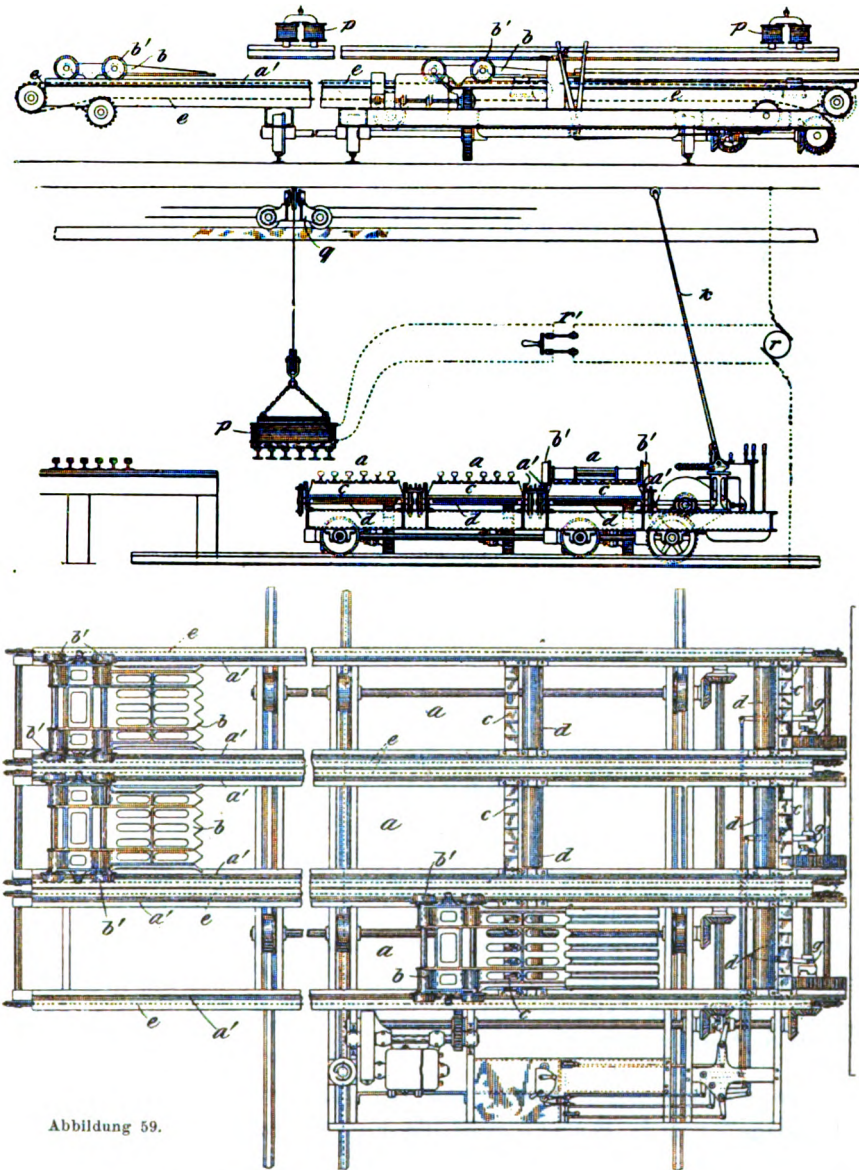 p p
b' b b' b
e a' e e
q
k
r'
r
p
b' a b'
a a a'
c c c a'
d d d
b' e
a' a
b c d d c
g
b' a' e
a'
b a c d d c g
a' b'
b' a' e
a
b d g
c
e a'
Abbildung 59.